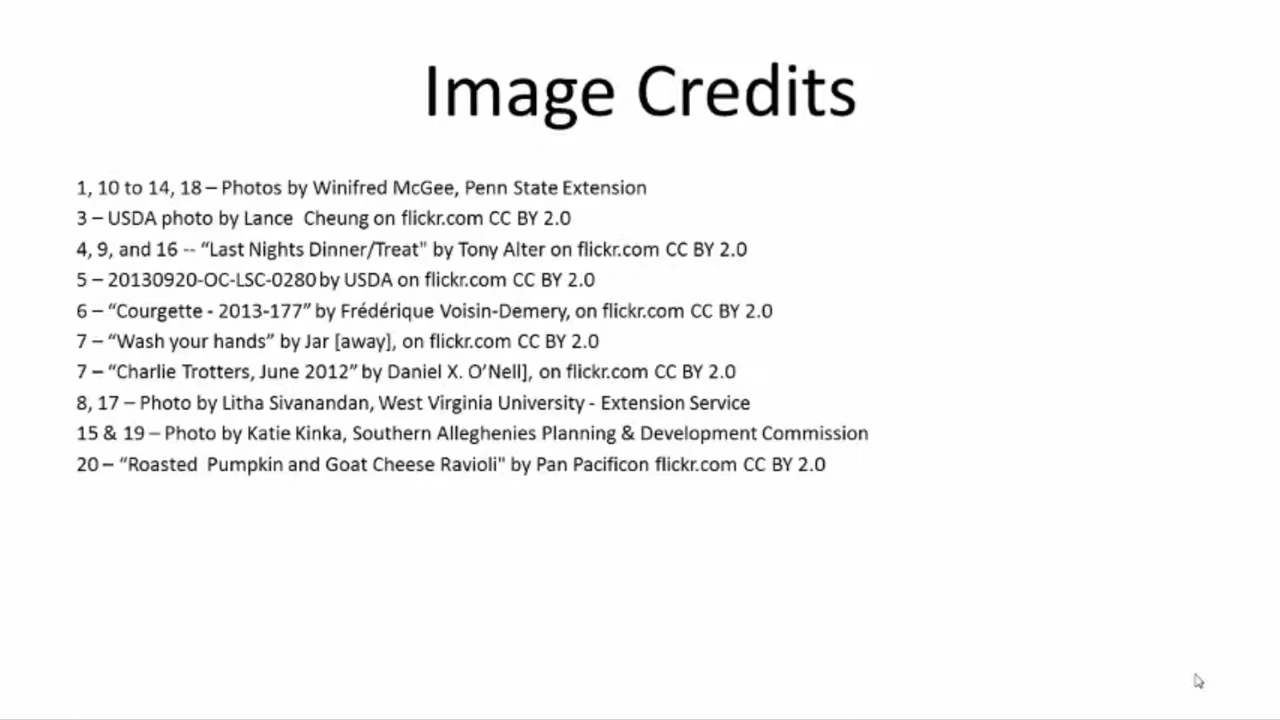 Image Credits
1, 10 to 14, 18 – Photos by Winifred McGee, Penn State Extension
3 – USDA photo by Lance  Cheung on flickr.com CC BY 2.0
4, 9, and 16 -- “Last Nights Dinner/Treat" by Tony Alter on flickr.com CC BY 2.0
5 – 20130920-OC-LSC-0280 by USDA on flickr.com CC BY 2.0
6 – “Courgette - 2013-177” by Frédérique Voisin-Demery, on flickr.com CC BY 2.0
7 – “Wash your hands” by Jar [away], on flickr.com CC BY 2.0
7 – “Charlie Trotters, June 2012” by Daniel X. O’Nell], on flickr.com CC BY 2.0
8, 17 – Photo by Litha Sivanandan, West Virginia University - Extension Service
15 & 19 – Photo by Katie Kinka, Southern Alleghenies Planning & Development Commission
20 – “Roasted  Pumpkin and Goat Cheese Ravioli" by Pan Pacificon flickr.com CC BY 2.0